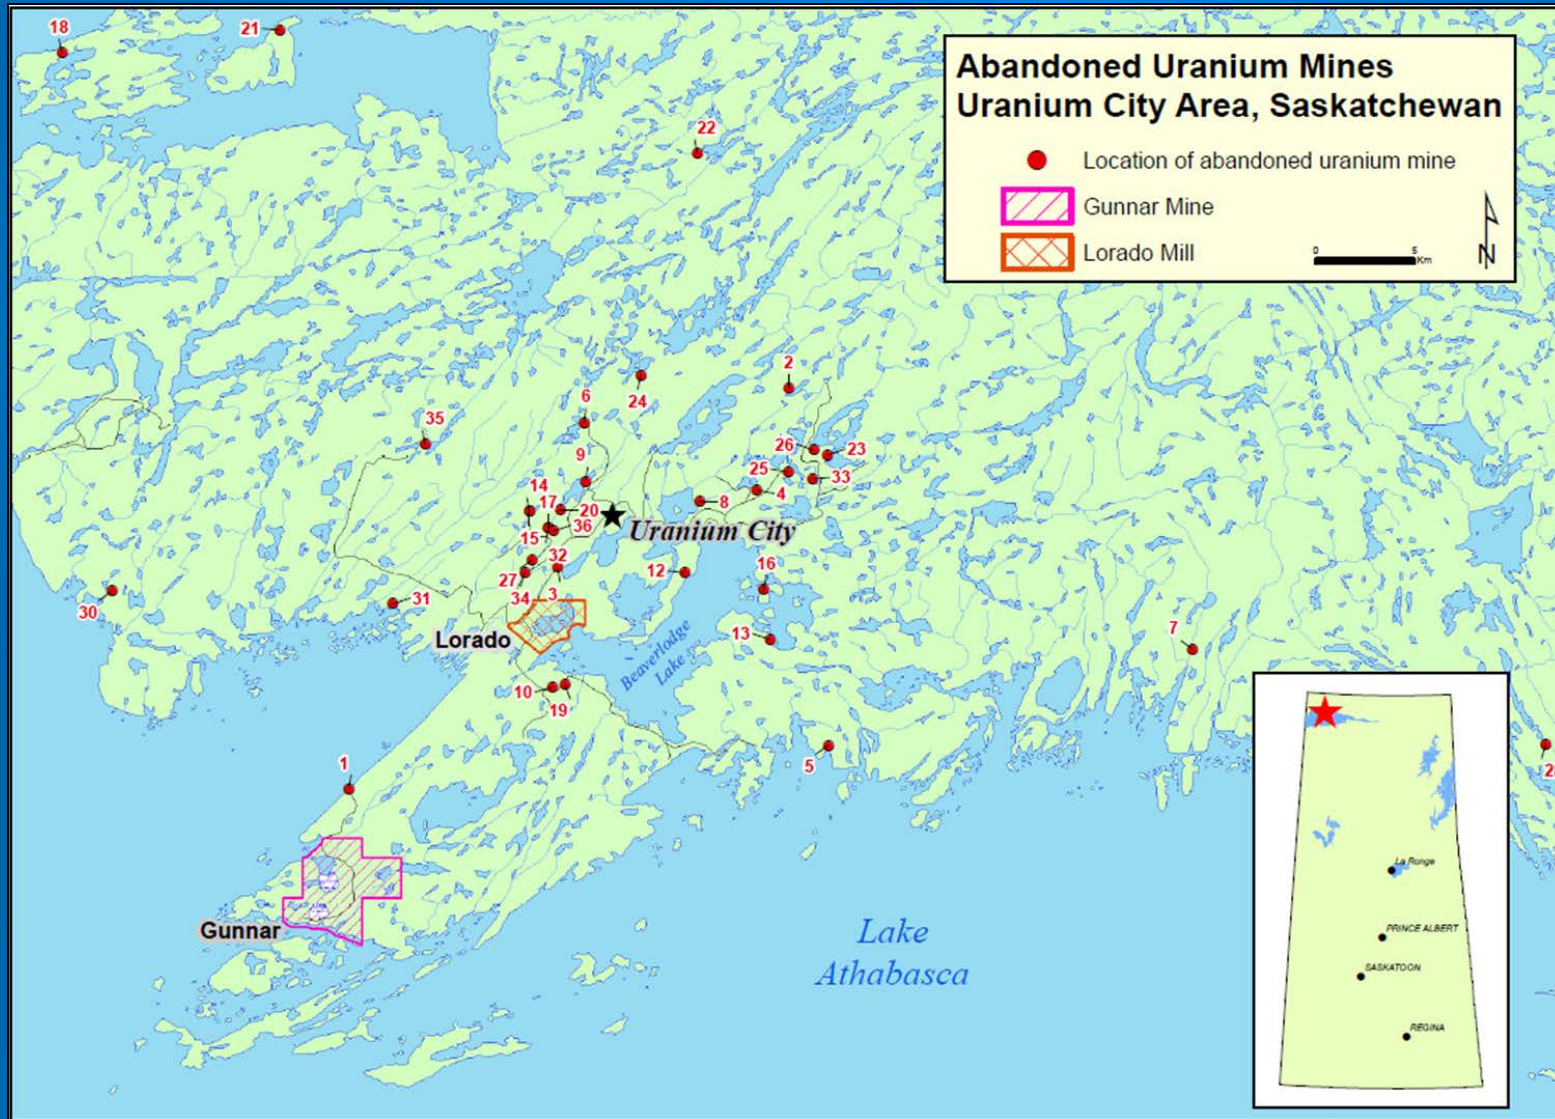 18
21
Abandoned Uranium Mines
Uranium City Area, Saskatchewan
Location of abandoned uranium mine
Gunnar Mine
Lorado Mill
0 5
Km
N
22
2
24
6
35
26
23
9
25
33
14
17
4
8
20
36
15
Uranium City
32
27
12
16
34
3
30
31
Lorado
13
7
Beaverlodge
Lake
10
19
5
1
Gunnar
Lake
Athabasca
La Ronge
PRINCE ALBERT
SASKATOON
REGINA